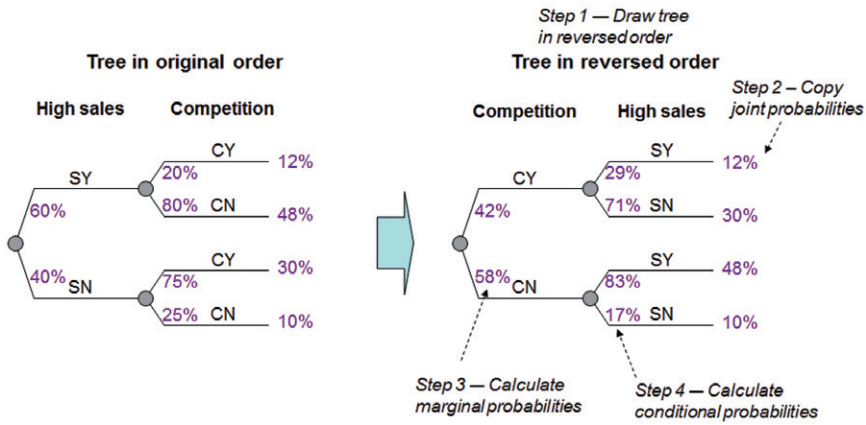 Step 1 — Draw tree
in reversed order
Tree in original order
Tree in reversed order
Step 2 – Copy
joint probabilities
High sales
Competition
Competition
High sales
SY
60%
CY
20%
12%
80%
CN
48%
40%
SN
CY
75%
30%
25%
CN
10%
CY
42%
SY
29%
12%
71%
SN
30%
58%
CN
SY
83%
48%
17%
SN
10%
Step 3 — Calculate
marginal probabilities
Step 4 — Calculate
conditional probabilities